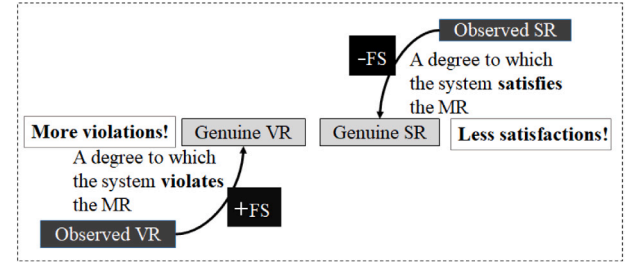 Observed SR
-FS
A degree to which
the system satisfies
the MR
More violations!
Genuine VR
Genuine SR
Less satisfactions!
A degree to which
the system violates
the MR
+FS
Observed VR